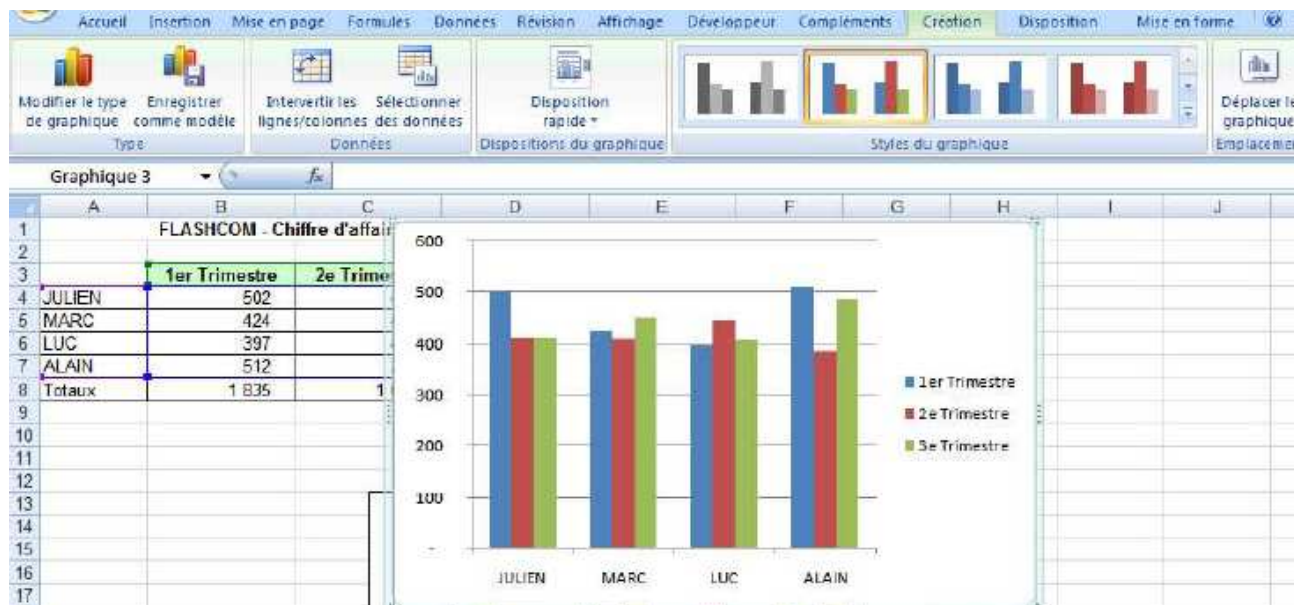 Accueil Insertion Mise en page Formules Données Révision Affichage Développeur Compléments Création Disposition Mise en forme
Modifier le type de graphique
Enregistrer comme modèle
Intervertir les lignes/colonnes
Sélectionner des données
Disposition rapide
Déplacer le graphique
Type Données Dispositions du graphique Styles du graphique
Graphique 3 fx
A B C D E F G H I J
1 FLASHCOM - Chiffre d'affair
2
3 1er Trimestre 2e Trime
4 JULIEN 502
5 MARC 424
6 LUC 397
7 ALAIN 512
8 Totaux 1 835 1
9
10
11
12
13
14
15
16
17
600
500
400
300
200
100
-
JULIEN MARC LUC ALAIN
1er Trimestre
2e Trimestre
3e Trimestre